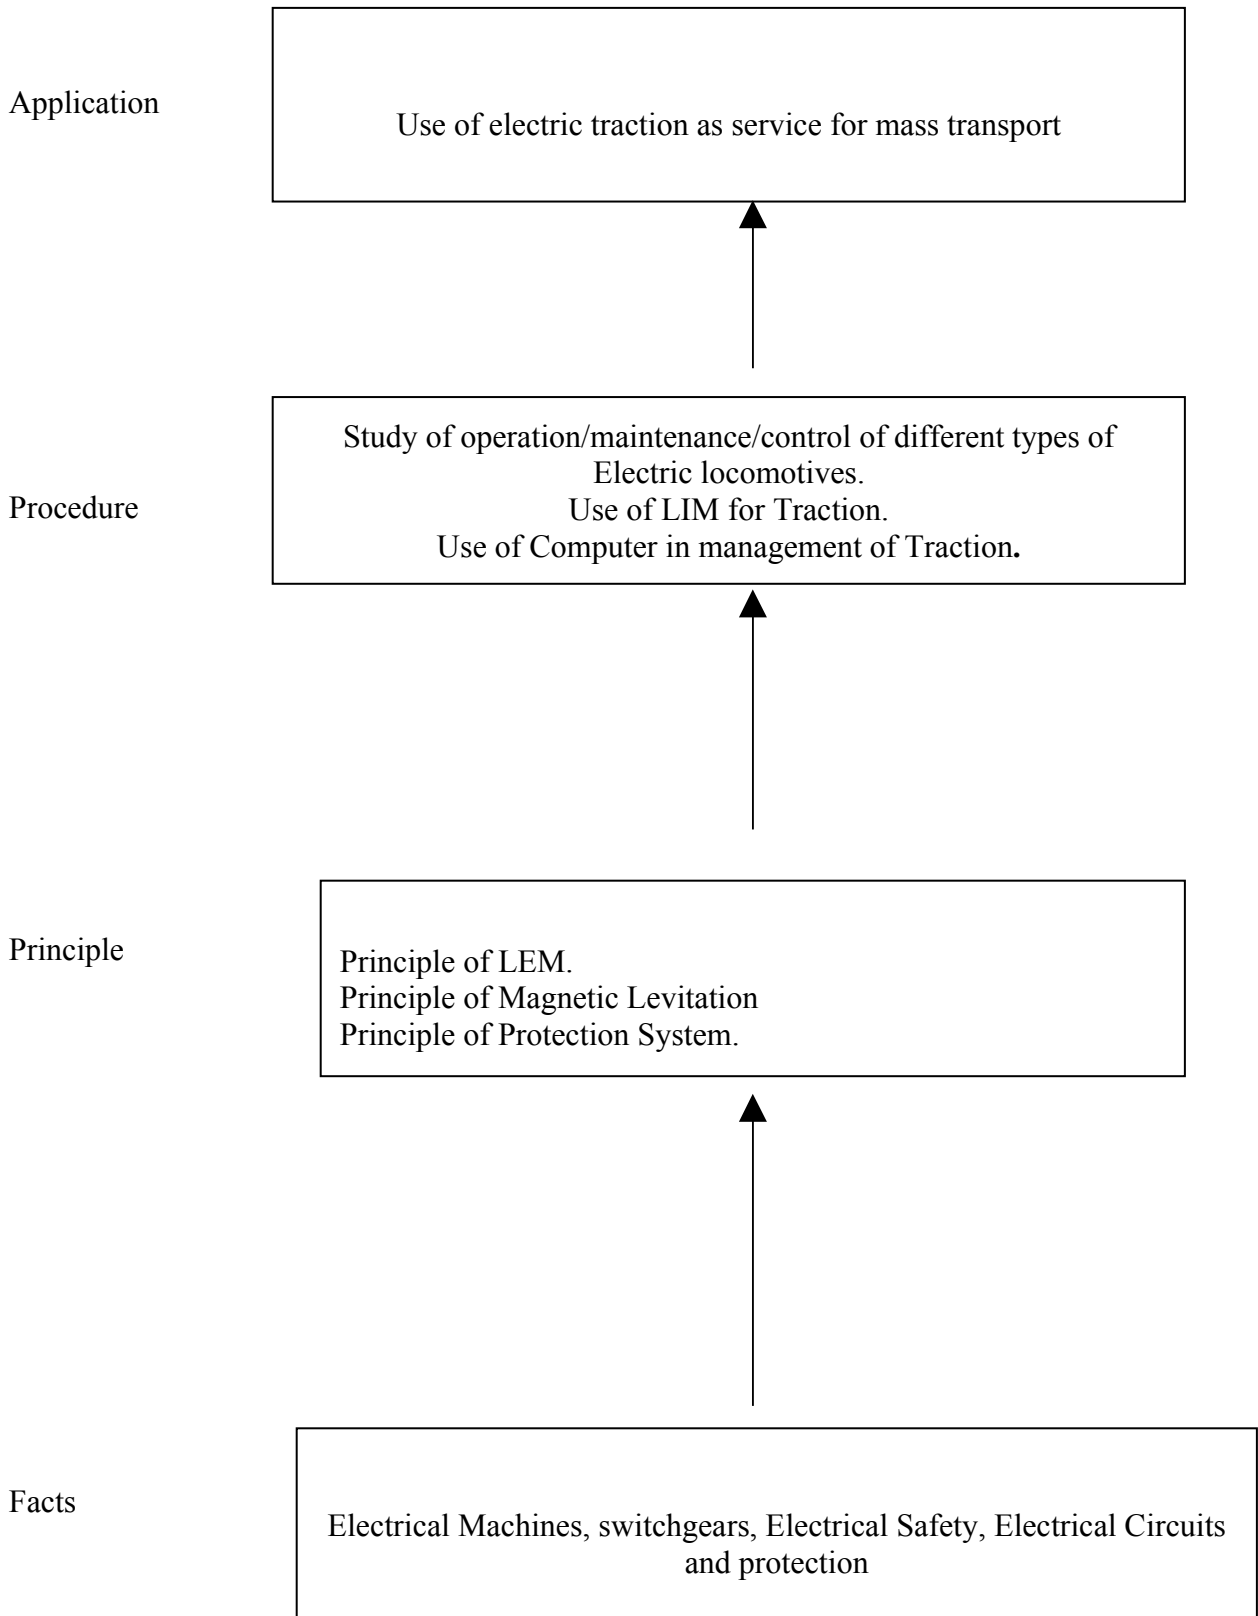 Application
Use of electric traction as service for mass transport
Procedure
Study of operation/maintenance/control of different types of
Electric locomotives.
Use of LIM for Traction.
Use of Computer in management of Traction.
Principle
Principle of LEM.
Principle of Magnetic Levitation
Principle of Protection System.
Facts
Electrical Machines, switchgears, Electrical Safety, Electrical Circuits
and protection